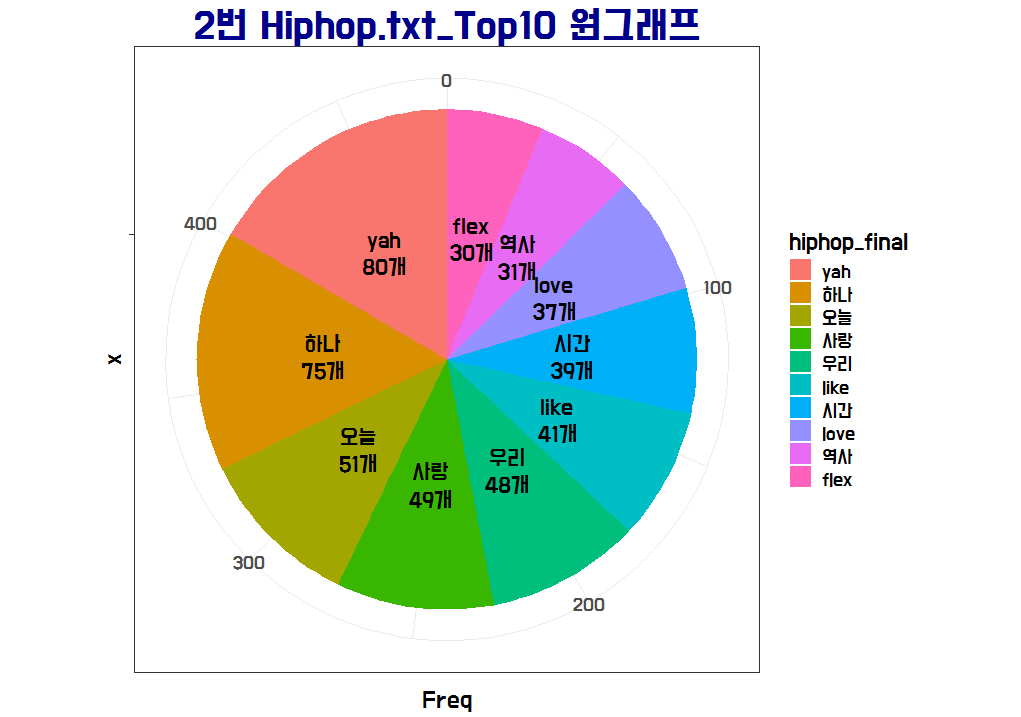 2번 Hiphop.txt_Top10 원그래프
0
400
yah
80개
flex
30개
역사
31개
love
37개
100
hiphop_final
yah
하나
오늘
사랑
우리
like
시간
love
역사
flex
x
하나
75개
시간
39개
like
41개
오늘
51개
사랑
49개
우리
48개
300
200
Freq